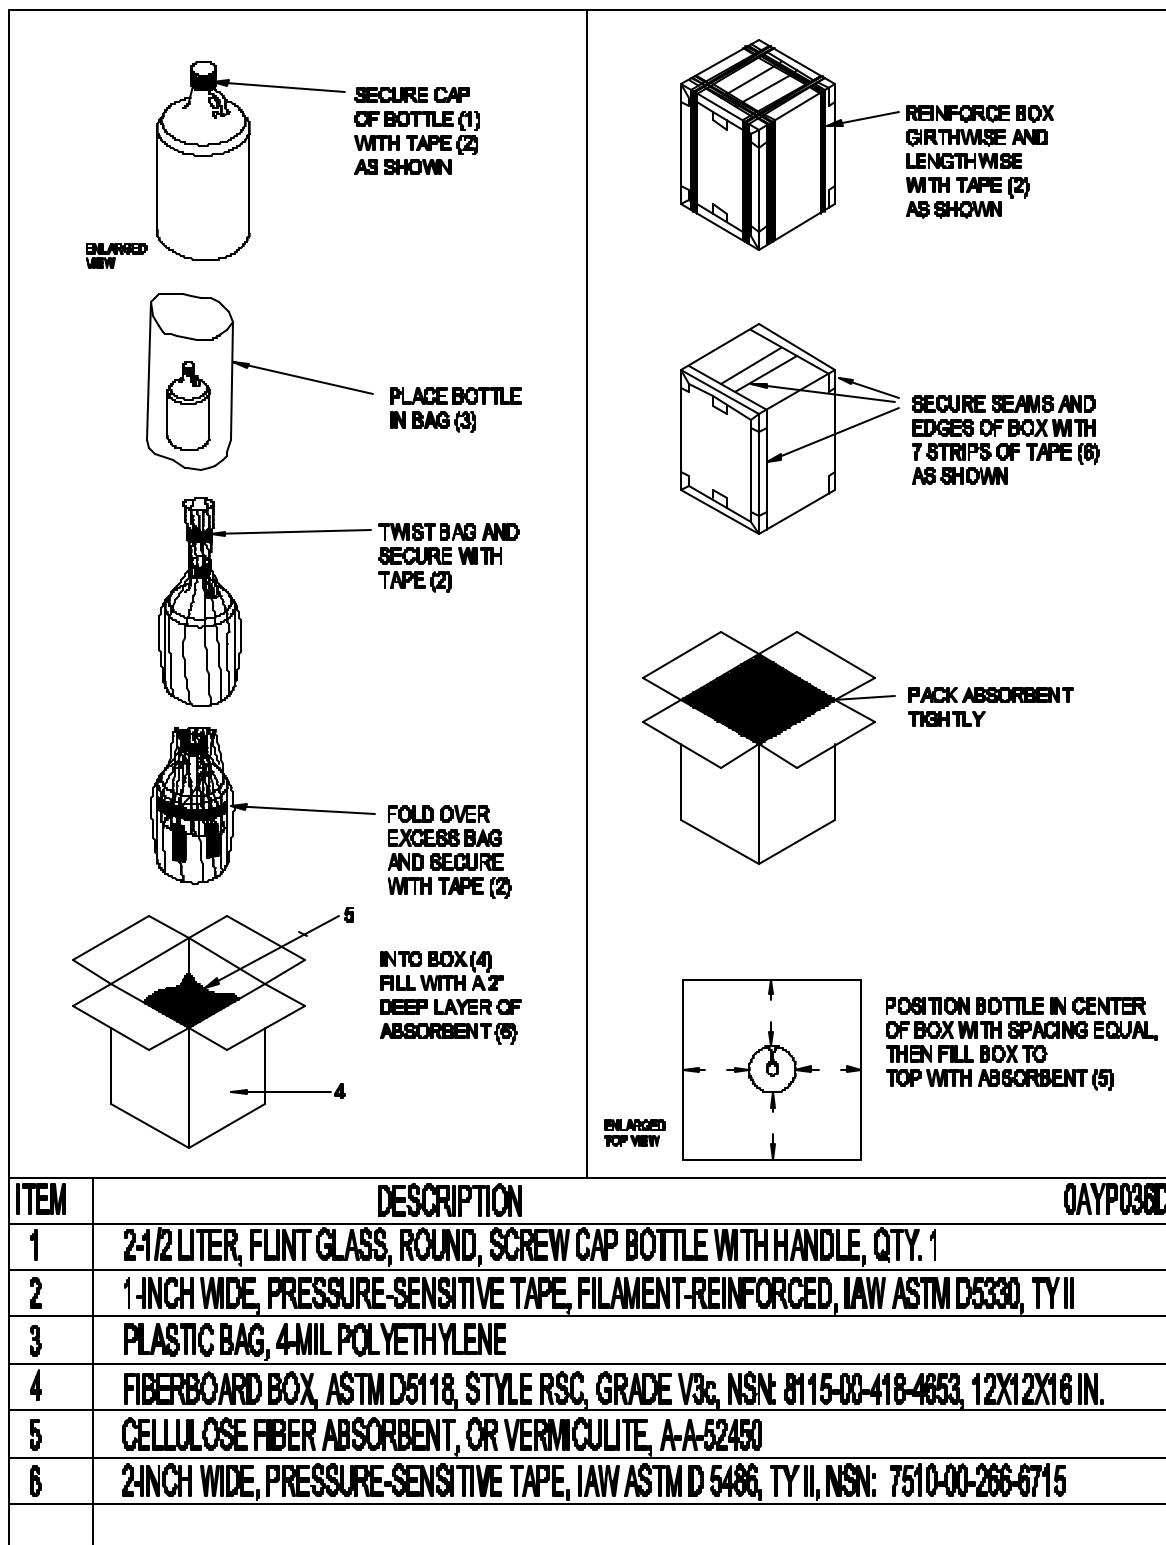 SECURE CAP
OF BOTTLE (1)
WITH TAPE (2)
AS SHOWN
ENLARGED
VIEW
PLACE BOTTLE
IN BAG (3)
TWIST BAG AND
SECURE WITH
TAPE (2)
FOLD OVER
EXCESS BAG
AND SECURE
WITH TAPE (2)
5
INTO BOX (4)
FILL WITH A 2"
DEEP LAYER OF
ABSORBENT (5)
4
REINFORCE BOX
GIRTHWISE AND
LENGTHWISE
WITH TAPE (2)
AS SHOWN
SECURE SEAMS AND
EDGES OF BOX WITH
7 STRIPS OF TAPE (6)
AS SHOWN
PACK ABSORBENT
TIGHTLY
POSITION BOTTLE IN CENTER
OF BOX WITH SPACING EQUAL,
THEN FILL BOX TO
TOP WITH ABSORBENT (5)
ENLARGED
TOP VIEW
ITEM DESCRIPTION
1 2-1/2 LITER, FLINT GLASS, ROUND, SCREW CAP BOTTLE WITH HANDLE, QTY. 1
2 1-INCH WIDE, PRESSURE-SENSITIVE TAPE, FILAMENT-REINFORCED, IAW ASTM D5330, TY II
3 PLASTIC BAG, 4-MIL POLYETHYLENE
4 FIBERBOARD BOX, ASTM D5118, STYLE RSC, GRADE V3c, NSN: 8115-00-418-4653, 12X12X16 IN.
5 CELLULOSE FIBER ABSORBENT, OR VERMICULITE, A-A-52450
6 2-INCH WIDE, PRESSURE-SENSITIVE TAPE, IAW ASTM D 5486, TY II, NSN: 7510-00-266-6715